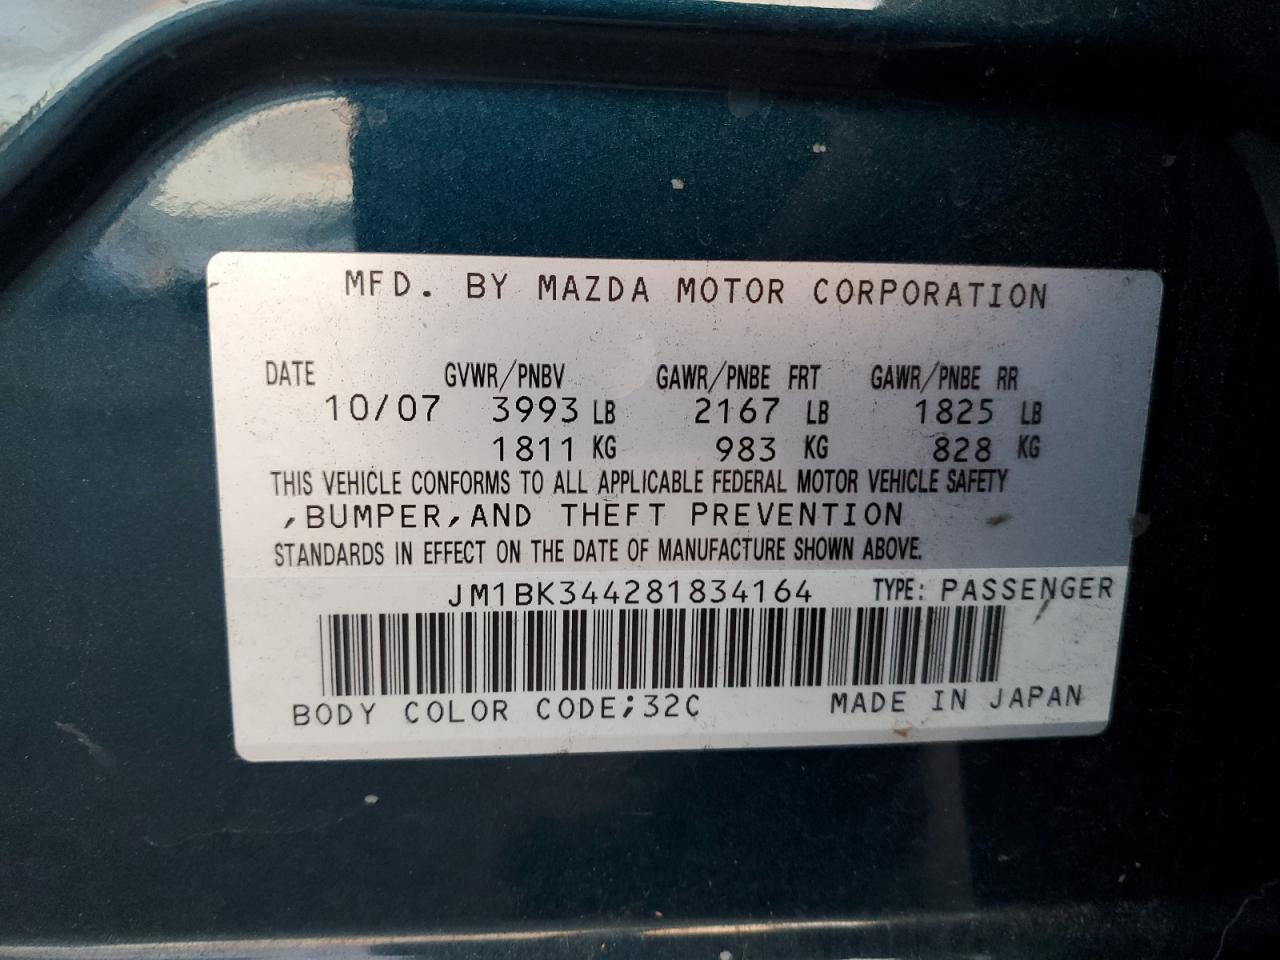 MFD. BY MAZDA MOTOR CORPORATION
DATE GVWR/PNBV GAWR/PNBE FRT GAWR/PNBE RR
10/07 3993 LB 2167 LB 1825 LB
1811 KG 983 KG 828 KG
THIS VEHICLE CONFORMS TO ALL APPLICABLE FEDERAL MOTOR VEHICLE SAFETY
,BUMPER,AND THEFT PREVENTION
STANDARDS IN EFFECT ON THE DATE OF MANUFACTURE SHOWN ABOVE.
JM1BK344281834164 TYPE: PASSENGER
BODY COLOR CODE;32C MADE IN JAPAN